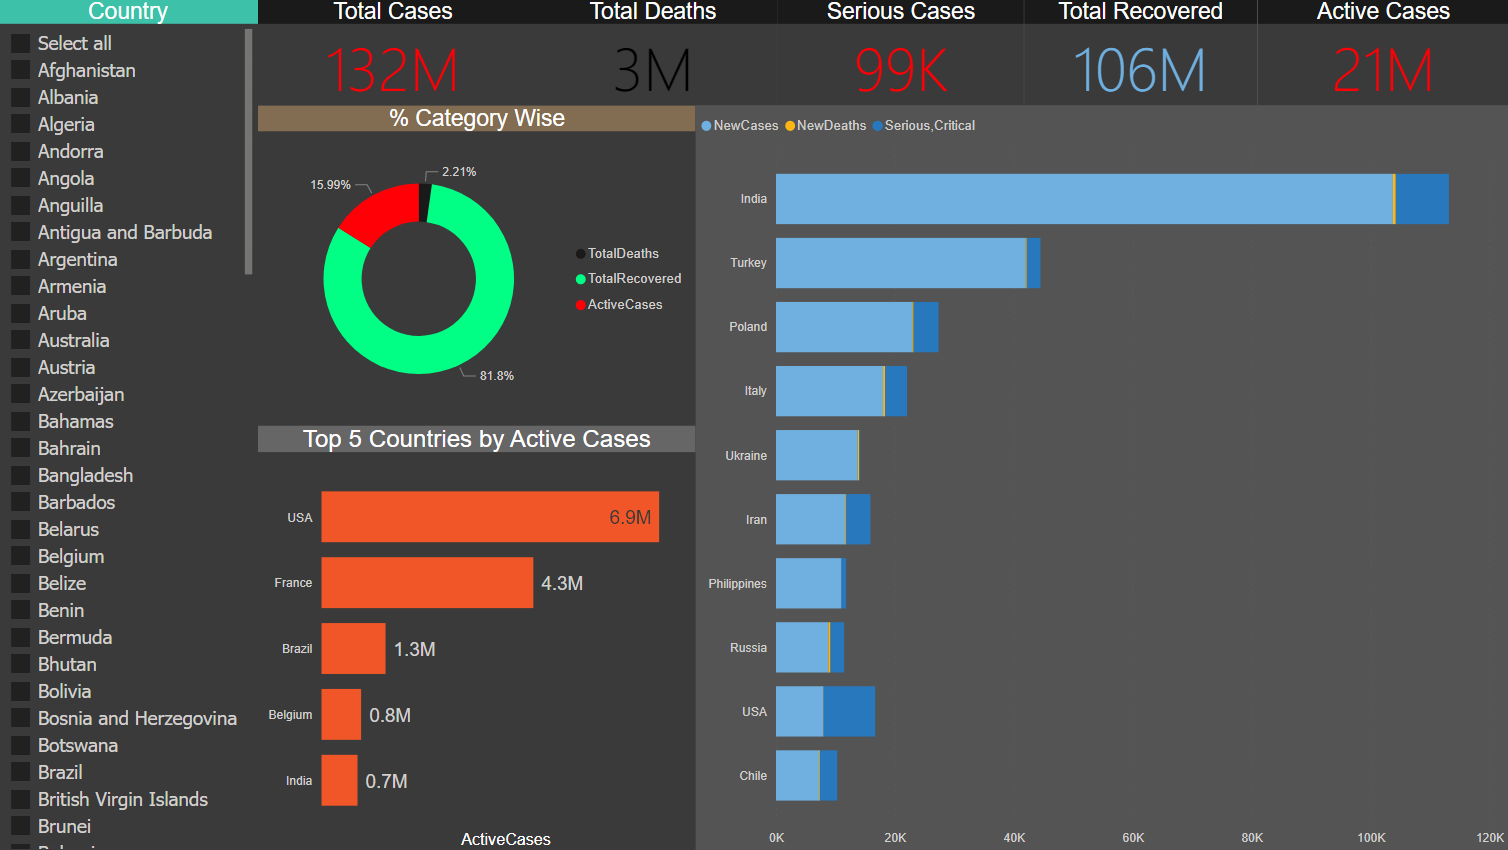 Country
Select all
Afghanistan
Albania
Algeria
Andorra
Angola
Anguilla
Antigua and Barbuda
Argentina
Armenia
Aruba
Australia
Austria
Azerbaijan
Bahamas
Bahrain
Bangladesh
Barbados
Belarus
Belgium
Belize
Benin
Bermuda
Bhutan
Bolivia
Bosnia and Herzegovina
Botswana
Brazil
British Virgin Islands
Brunei
Total Cases
132M
Total Deaths
3M
Serious Cases
99K
Total Recovered
106M
Active Cases
21M
% Category Wise
2.21%
15.99%
81.8%
TotalDeaths
TotalRecovered
ActiveCases
Top 5 Countries by Active Cases
USA 6.9M
France 4.3M
Brazil 1.3M
Belgium 0.8M
India 0.7M
ActiveCases
NewCases NewDeaths Serious,Critical
India
Turkey
Poland
Italy
Ukraine
Iran
Philippines
Russia
USA
Chile
0K 20K 40K 60K 80K 100K 120K